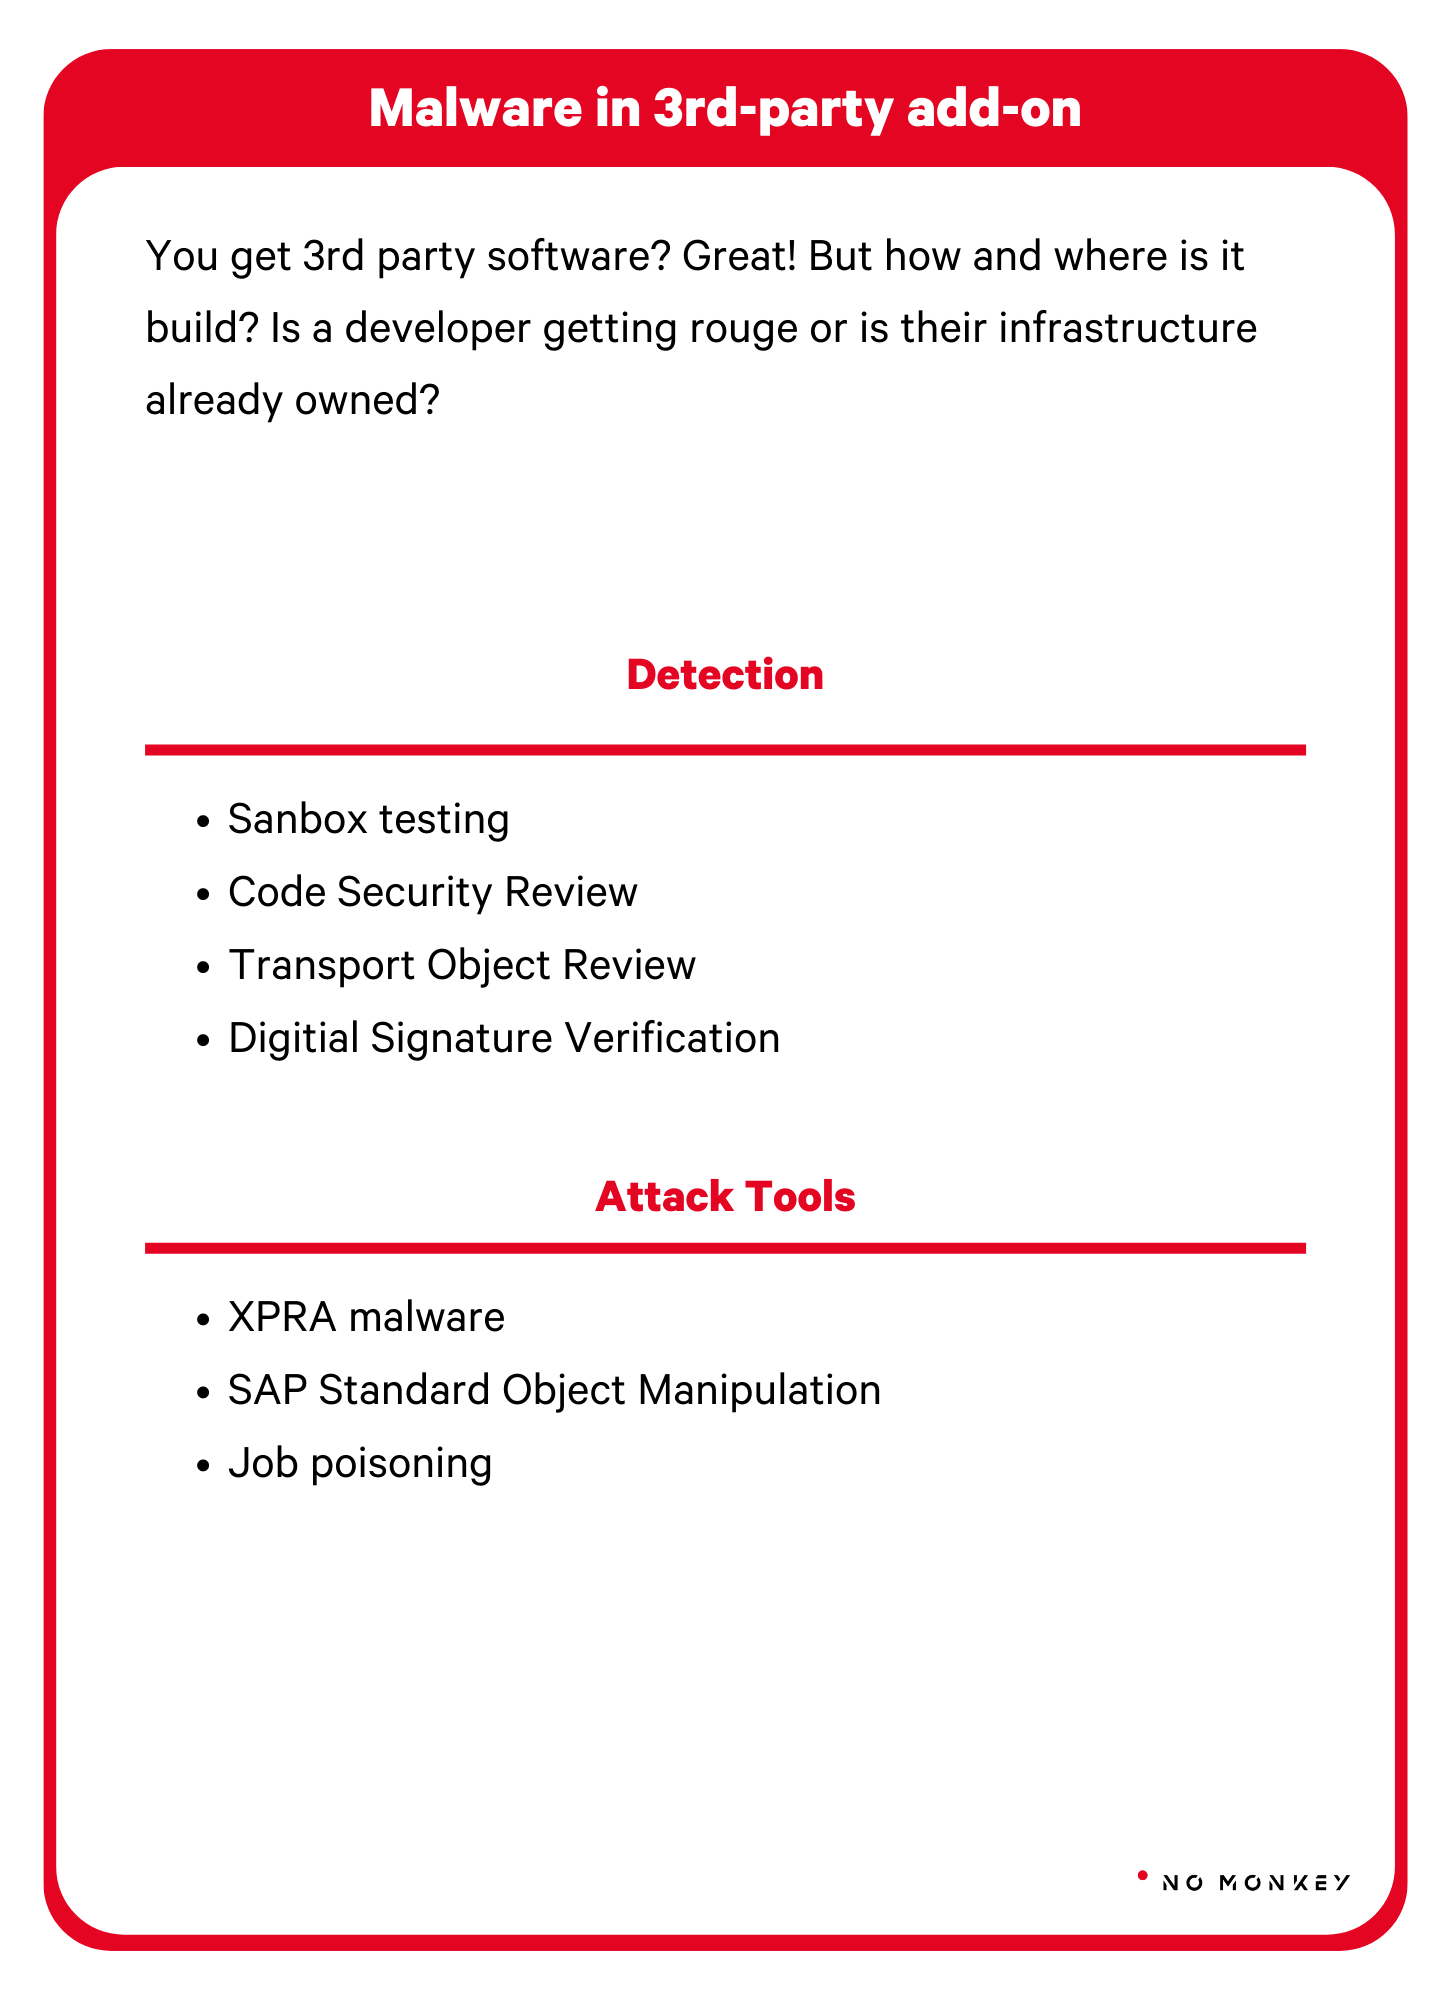 Malware in 3rd-party add-on
You get 3rd party software? Great! But how and where is it
build? Is a developer getting rouge or is their infrastructure
already owned?
Detection
• Sanbox testing
• Code Security Review
• Transport Object Review
• Digitial Signature Verification
Attack Tools
• XPRA malware
• SAP Standard Object Manipulation
• Job poisoning
NO MONKEY